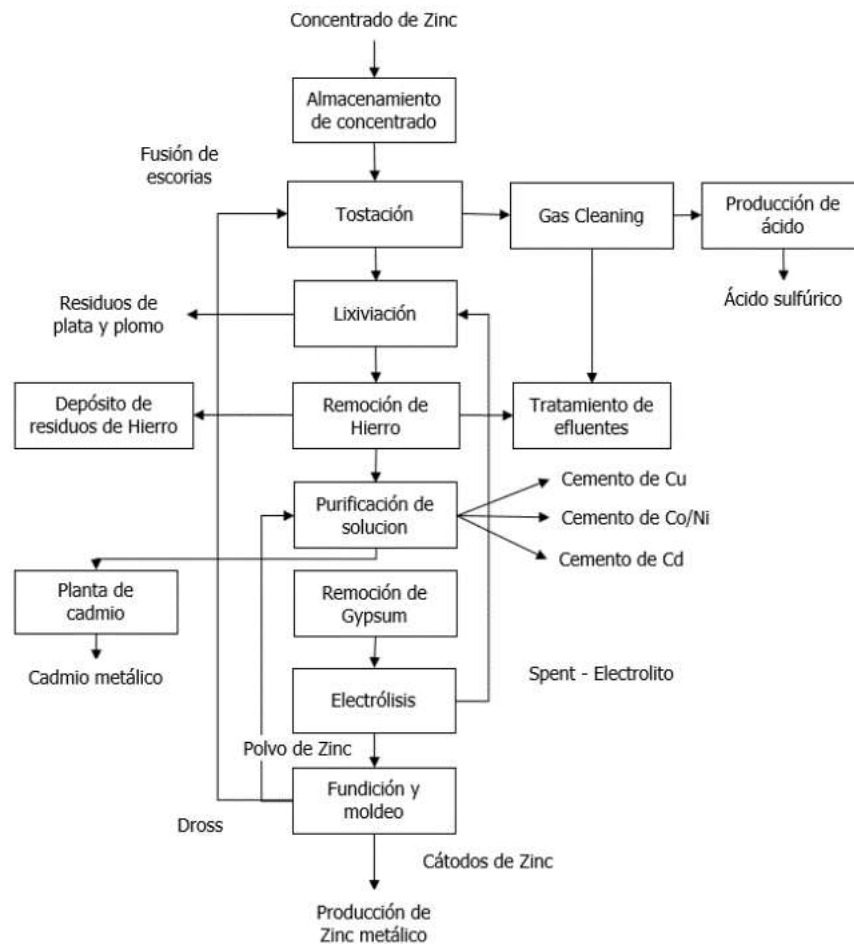 Concentrado de Zinc
Almacenamiento
de concentrado
Fusión de
escorias
Tostación
Gas Cleaning
Producción de
ácido
Residuos de
plata y plomo
Lixiviación
Ácido sulfúrico
Depósito de
residuos de Hierro
Remoción de
Hierro
Tratamiento de
efluentes
Purificación de
solucion
Cemento de Cu
Cemento de Co/Ni
Cemento de Cd
Planta de
cadmio
Remoción de
Gypsum
Cadmio metálico
Electrólisis
Spent - Electrolito
Polvo de Zinc
Fundición y
moldeo
Dross
Cátodos de Zinc
Producción de
Zinc metálico